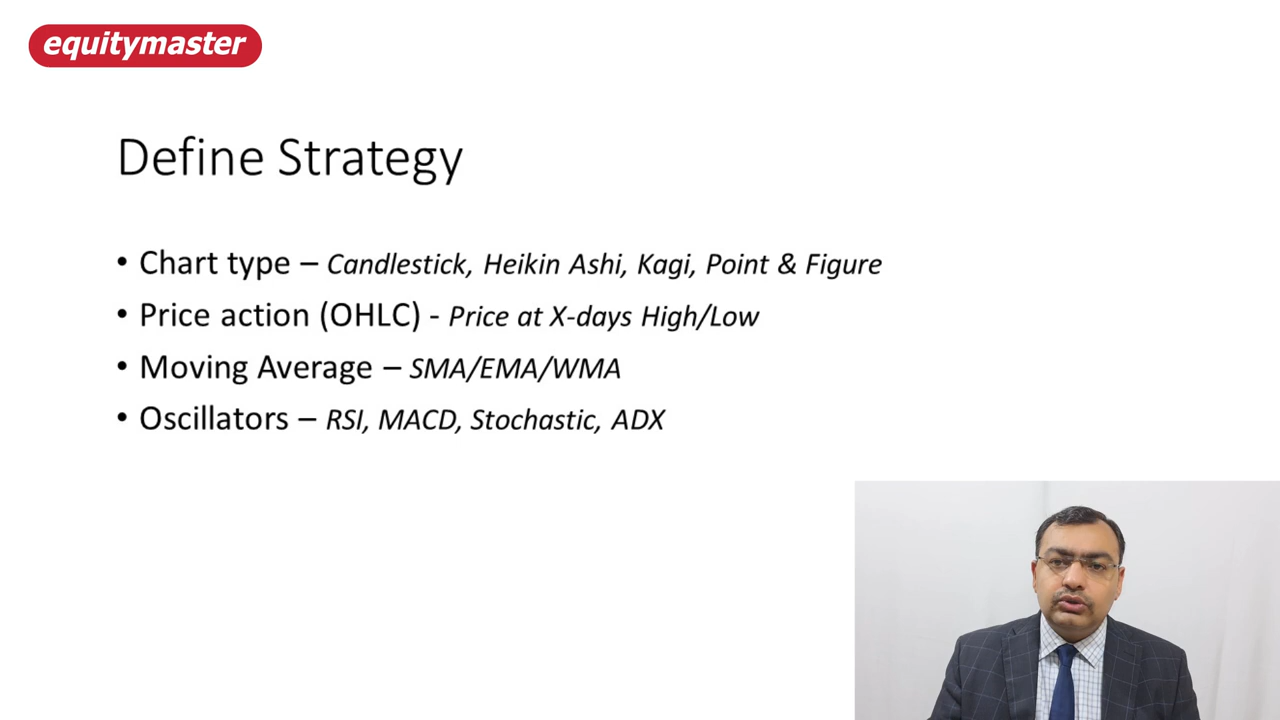 equitymaster
Define Strategy
• Chart type – Candlestick, Heikin Ashi, Kagi, Point & Figure
• Price action (OHLC) - Price at X-days High/Low
• Moving Average – SMA/EMA/WMA
• Oscillators – RSI, MACD, Stochastic, ADX